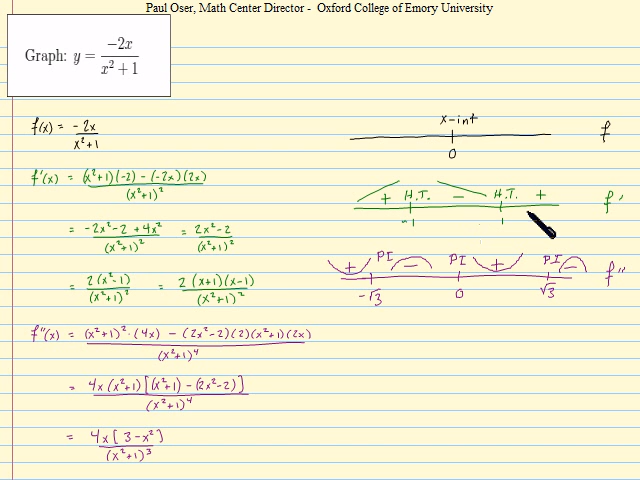 Paul Oser, Math Center Director - Oxford College of Emory University
Graph: y = -2x / (x² + 1)
f(x) = -2x / (x²+1)
f'(x) = ((x²+1)(-2) - (-2x)(2x)) / (x²+1)²
= (-2x²-2+4x²) / (x²+1)² = (2x²-2) / (x²+1)²
= 2(x²-1) / (x²+1)² = 2(x+1)(x-1) / (x²+1)²
f''(x) = ((x²+1)²·(4x) - (2x²-2)(2)(x²+1)(2x)) / (x²+1)⁴
= 4x(x²+1)[(x²+1) - (2x²-2)] / (x²+1)⁴
= 4x[3-x²] / (x²+1)³
x-int
0
f
+ H.T. - H.T. +
-1 1
f'
+ PI - PI + PI -
-√3 0 √3
f''